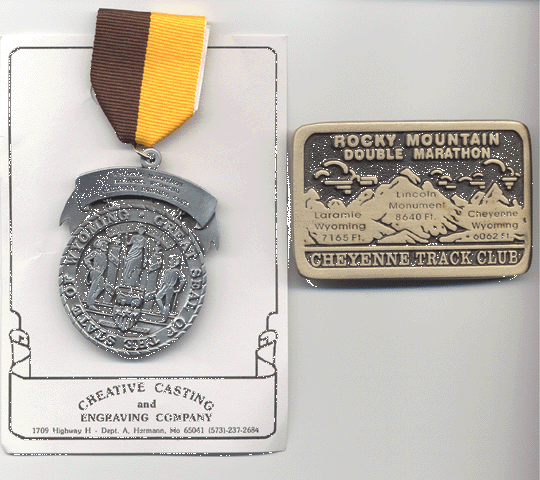 GREAT SEAL OF THE STATE OF WYOMING
CREATIVE CASTING
and
ENGRAVING COMPANY
1709 Highway H - Dept. A, Hermann, Mo 65041 (573)-237-2684
ROCKY MOUNTAIN
DOUBLE MARATHON
Lincoln
Monument
8640 Ft.
Laramie
Wyoming
7165 Ft.
Cheyenne
Wyoming
6062 Ft.
CHEYENNE TRACK CLUB